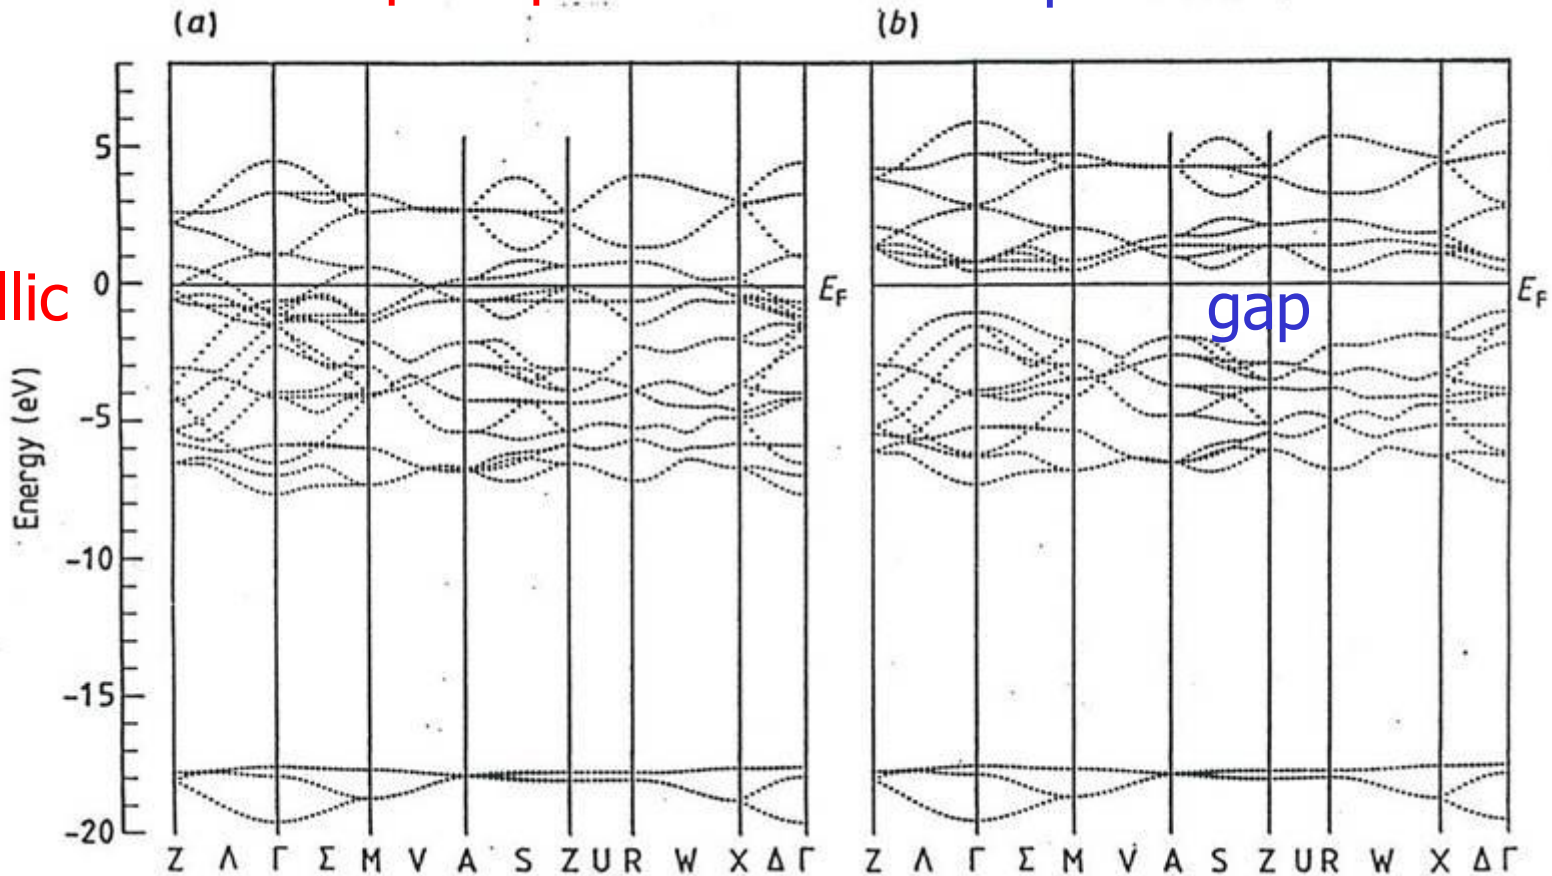 (a) (b)
5
0
-5
-10
-15
-20
Energy (eV)
llic
E_F
gap
E_F
Z Λ Γ Σ M V A S Z U R W X Δ Γ
Z Λ Γ Σ M V A S Z U R W X Δ Γ